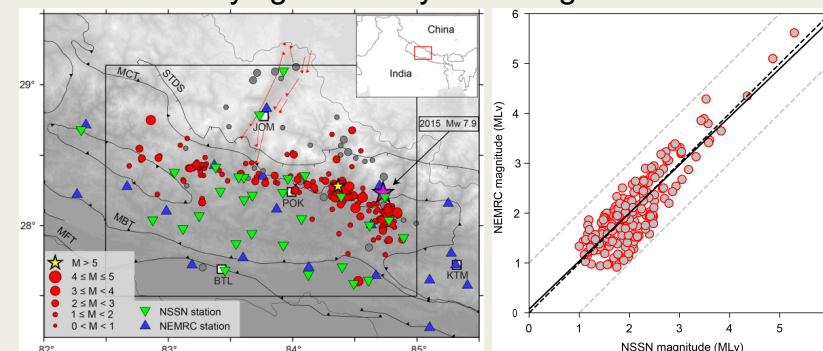 China
India
MCT
STDS
29°
JOM
2015 Mw 7.9
28°
POK
MBT
MFT
BTL
KTM
M > 5
4 ≤ M ≤ 5
3 ≤ M < 4
2 ≤ M < 3
1 ≤ M < 2
0 < M < 1
NSSN station
NEMRC station
82°
83°
84°
85°
NEMRC magnitude (MLv)
6
5
4
3
2
1
0
0
1
2
3
4
5
NSSN magnitude (MLv)